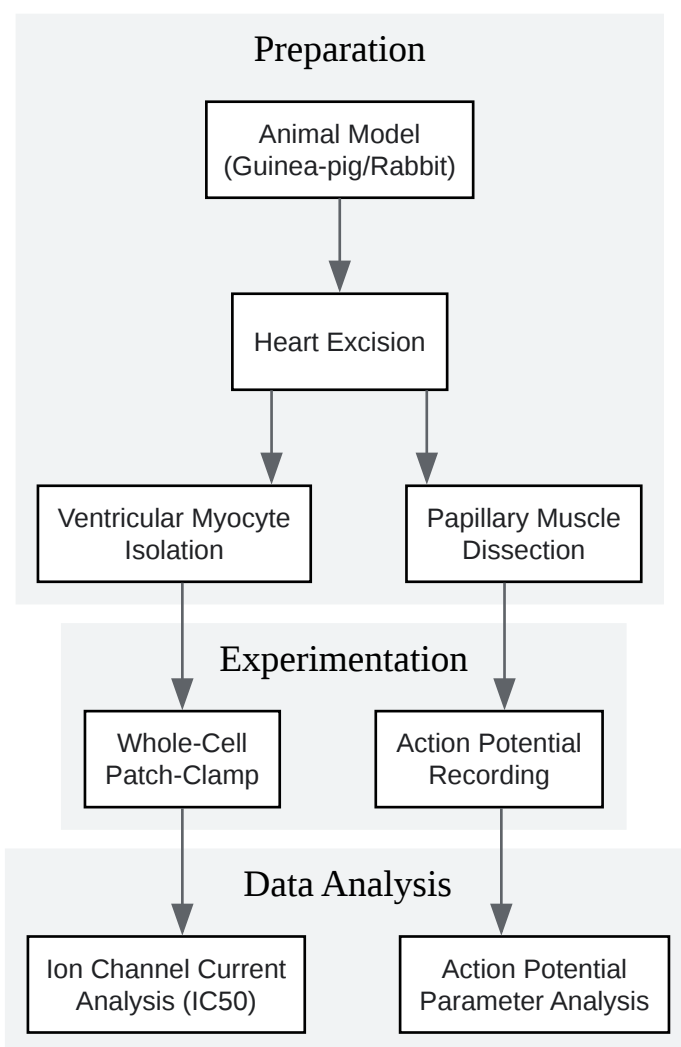 Preparation
Animal Model
(Guinea-pig/Rabbit)
Heart Excision
Ventricular Myocyte
Isolation
Papillary Muscle
Dissection
Experimentation
Whole-Cell
Patch-Clamp
Action Potential
Recording
Data Analysis
Ion Channel Current
Analysis (IC50)
Action Potential
Parameter Analysis